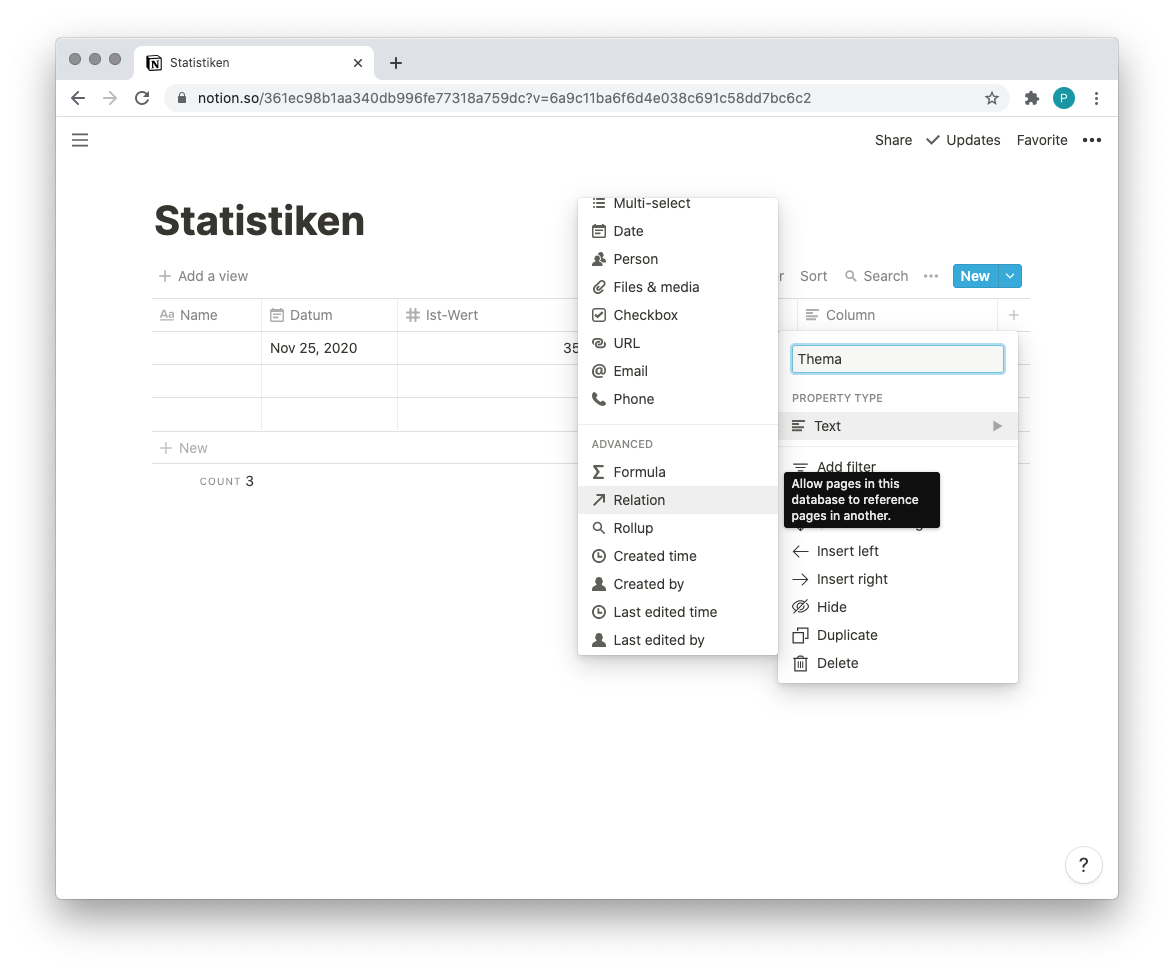 Statistiken
notion.so/361ec98b1aa340db996fe77318a759dc?v=6a9c11ba6f6d4e038c691c58dd7bc6c2
P
Share Updates Favorite
Statistiken
Add a view
Sort Search New
Aa Name Datum Ist-Wert Column
Nov 25, 2020 35
New
COUNT 3
Multi-select
Date
Person
Files & media
Checkbox
URL
Email
Phone
ADVANCED
Formula
Relation
Rollup
Created time
Created by
Last edited time
Last edited by
Thema
PROPERTY TYPE
Text
Add filter
Allow pages in this
database to reference
pages in another.
Insert left
Insert right
Hide
Duplicate
Delete
?